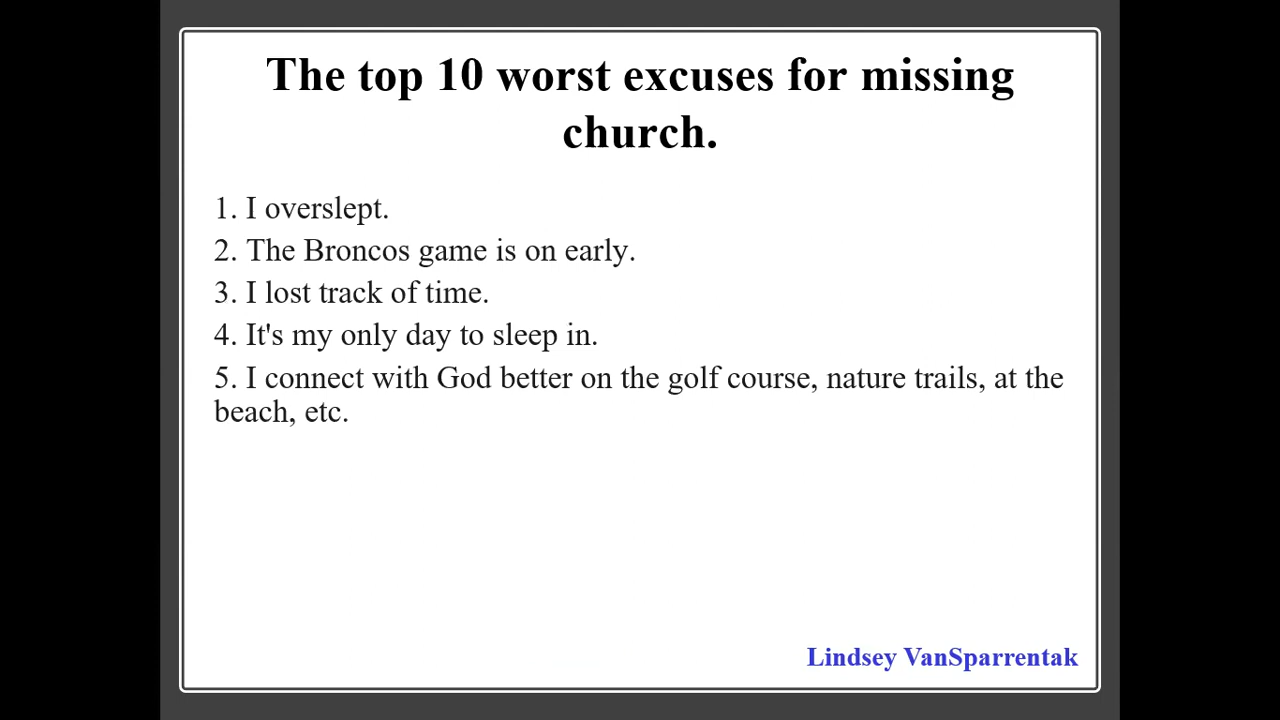 The top 10 worst excuses for missing
church.
1. I overslept.
2. The Broncos game is on early.
3. I lost track of time.
4. It's my only day to sleep in.
5. I connect with God better on the golf course, nature trails, at the
beach, etc.
Lindsey VanSparrentak